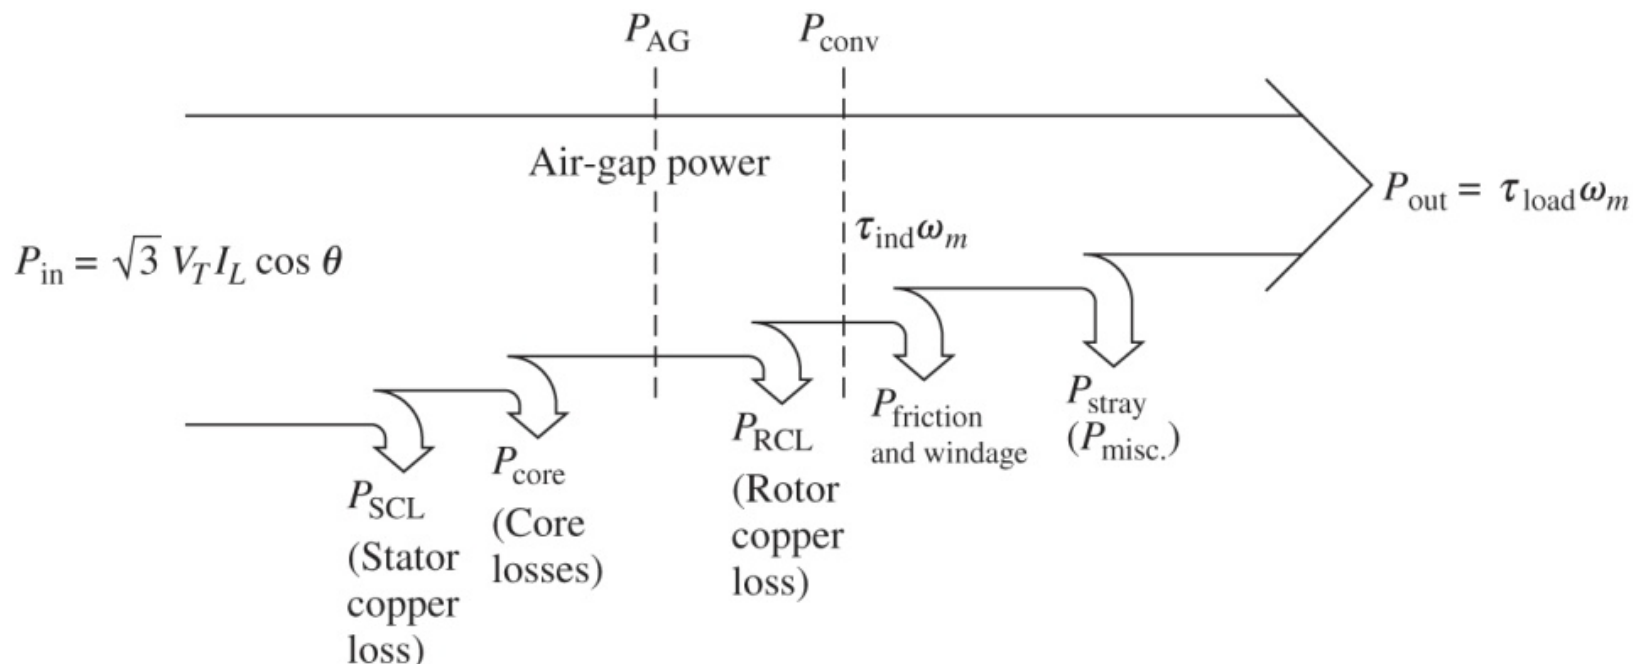 P_AG
P_conv
Air-gap power
P_out = τ_load ω_m
τ_ind ω_m
P_in = √3 V_T I_L cos θ
P_SCL
(Stator
copper
loss)
P_core
(Core
losses)
P_RCL
(Rotor
copper
loss)
P_friction
and windage
P_stray
(P_misc.)